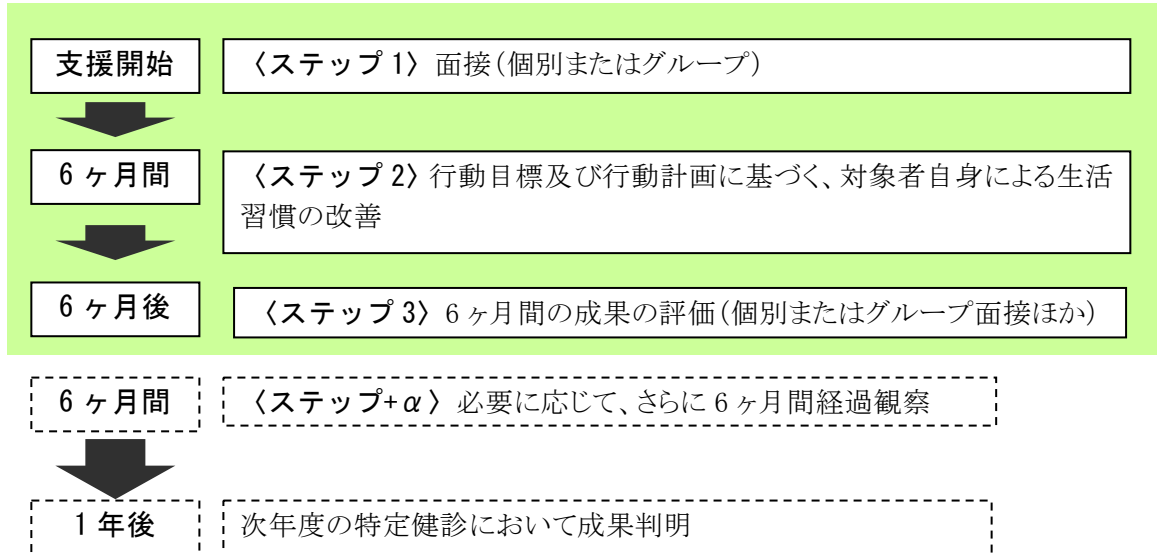 支援開始
〈ステップ 1〉 面接(個別またはグループ)
6 ヶ月間
〈ステップ 2〉 行動目標及び行動計画に基づく、対象者自身による生活
習慣の改善
6 ヶ月後
〈ステップ 3〉 6 ヶ月間の成果の評価(個別またはグループ面接ほか)
6 ヶ月間
〈ステップ+α〉 必要に応じて、さらに 6 ヶ月間経過観察
1 年後
次年度の特定健診において成果判明